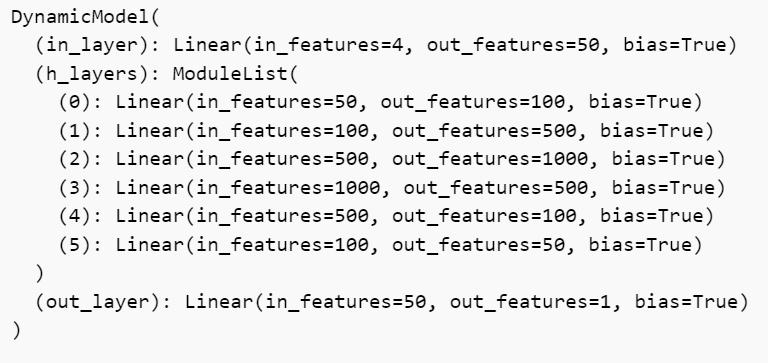 DynamicModel(
  (in_layer): Linear(in_features=4, out_features=50, bias=True)
  (h_layers): ModuleList(
    (0): Linear(in_features=50, out_features=100, bias=True)
    (1): Linear(in_features=100, out_features=500, bias=True)
    (2): Linear(in_features=500, out_features=1000, bias=True)
    (3): Linear(in_features=1000, out_features=500, bias=True)
    (4): Linear(in_features=500, out_features=100, bias=True)
    (5): Linear(in_features=100, out_features=50, bias=True)
  )
  (out_layer): Linear(in_features=50, out_features=1, bias=True)
)